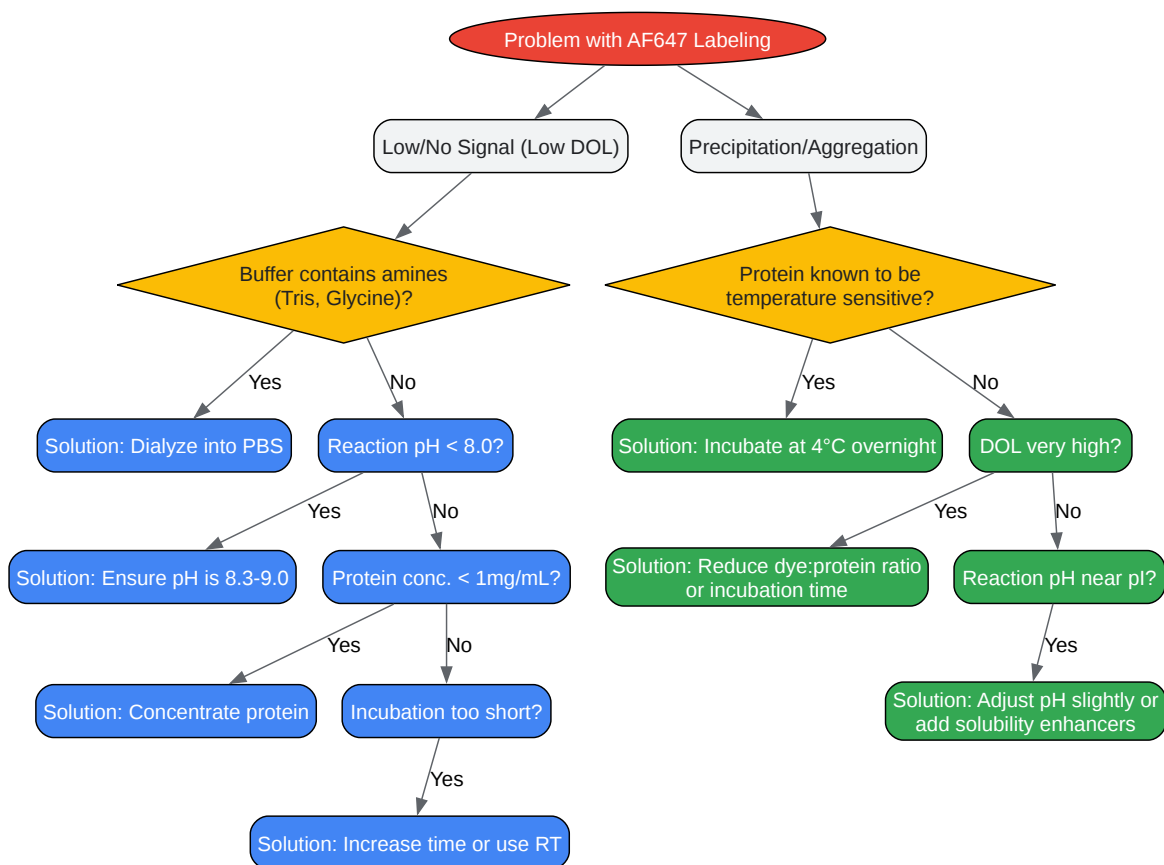 Problem with AF647 Labeling
Low/No Signal (Low DOL)
Precipitation/Aggregation
Buffer contains amines
(Tris, Glycine)?
Protein known to be
temperature sensitive?
Yes
No
Yes
No
Solution: Dialyze into PBS
Reaction pH < 8.0?
Solution: Incubate at 4°C overnight
DOL very high?
Yes
No
Yes
No
Solution: Ensure pH is 8.3-9.0
Protein conc. < 1mg/mL?
Solution: Reduce dye:protein ratio
or incubation time
Reaction pH near pI?
Yes
No
Yes
Solution: Concentrate protein
Incubation too short?
Solution: Adjust pH slightly or
add solubility enhancers
Yes
Solution: Increase time or use RT